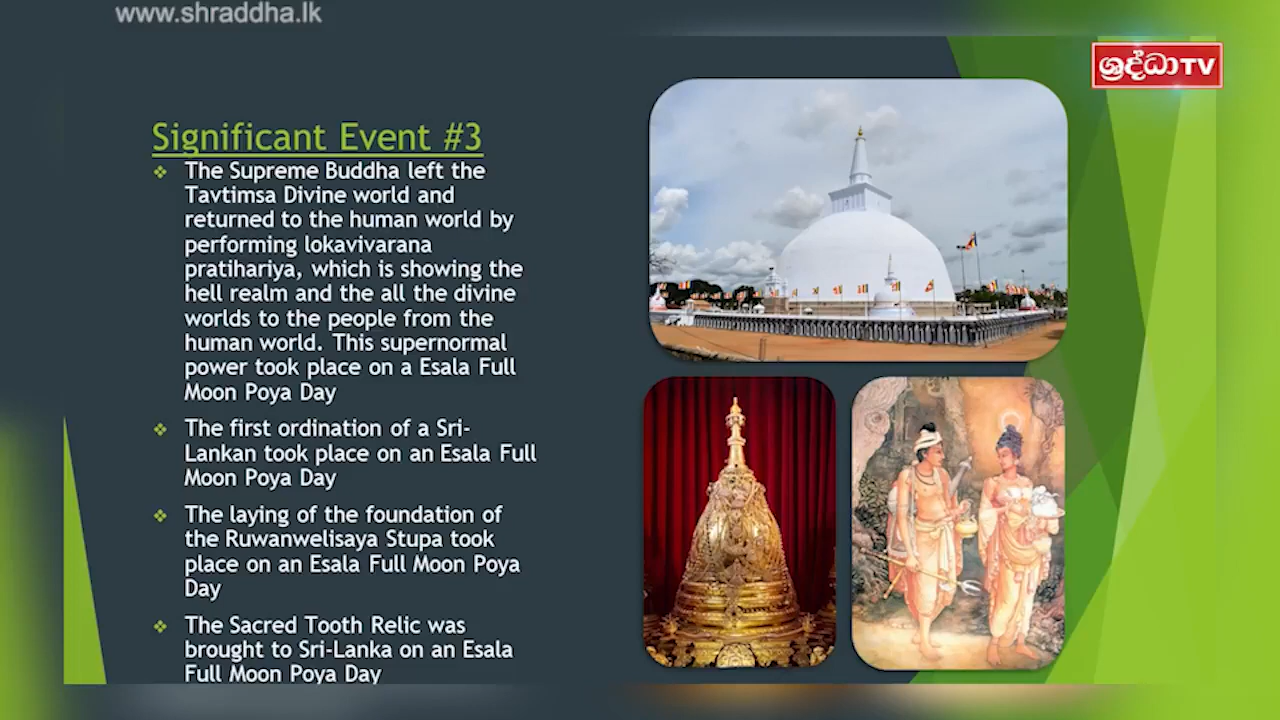 www.shraddha.lk
ශ්‍රද්ධා TV
Significant Event #3
❖ The Supreme Buddha left the
Tavtimsa Divine world and
returned to the human world by
performing lokavivarana
pratihariya, which is showing the
hell realm and the all the divine
worlds to the people from the
human world. This supernormal
power took place on a Esala Full
Moon Poya Day
❖ The first ordination of a Sri-
Lankan took place on an Esala Full
Moon Poya Day
❖ The laying of the foundation of
the Ruwanwelisaya Stupa took
place on an Esala Full Moon Poya
Day
❖ The Sacred Tooth Relic was
brought to Sri-Lanka on an Esala
Full Moon Poya Day